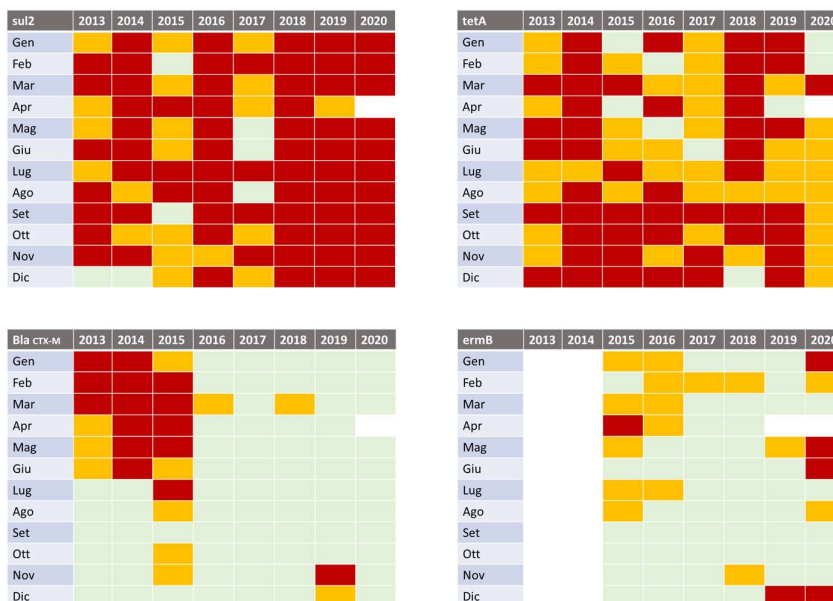 sul2 2013 2014 2015 2016 2017 2018 2019 2020
Gen
Feb
Mar
Apr
Mag
Giu
Lug
Ago
Set
Ott
Nov
Dic
tetA 2013 2014 2015 2016 2017 2018 2019 2020
Gen
Feb
Mar
Apr
Mag
Giu
Lug
Ago
Set
Ott
Nov
Dic
Bla CTX-M 2013 2014 2015 2016 2017 2018 2019 2020
Gen
Feb
Mar
Apr
Mag
Giu
Lug
Ago
Set
Ott
Nov
Dic
ermB 2013 2014 2015 2016 2017 2018 2019 2020
Gen
Feb
Mar
Apr
Mag
Giu
Lug
Ago
Set
Ott
Nov
Dic